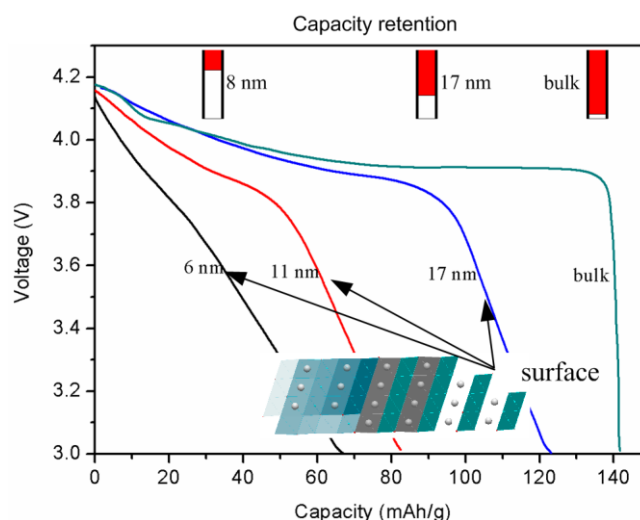 Capacity retention
8 nm
17 nm
bulk
4.2
4.0
3.8
3.6
3.4
3.2
3.0
Voltage (V)
6 nm
11 nm
17 nm
bulk
surface
0
20
40
60
80
100
120
140
Capacity (mAh/g)